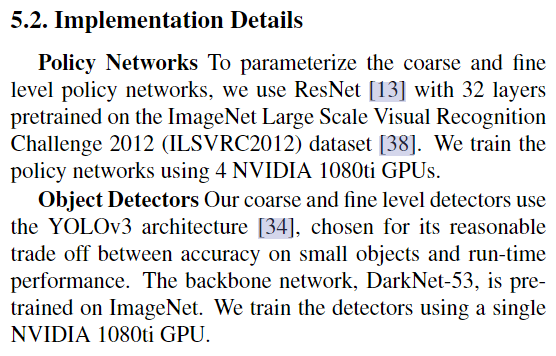 5.2. Implementation Details
Policy Networks To parameterize the coarse and fine
level policy networks, we use ResNet [13] with 32 layers
pretrained on the ImageNet Large Scale Visual Recognition
Challenge 2012 (ILSVRC2012) dataset [38]. We train the
policy networks using 4 NVIDIA 1080ti GPUs.
Object Detectors Our coarse and fine level detectors use
the YOLOv3 architecture [34], chosen for its reasonable
trade off between accuracy on small objects and run-time
performance. The backbone network, DarkNet-53, is pre-
trained on ImageNet. We train the detectors using a single
NVIDIA 1080ti GPU.